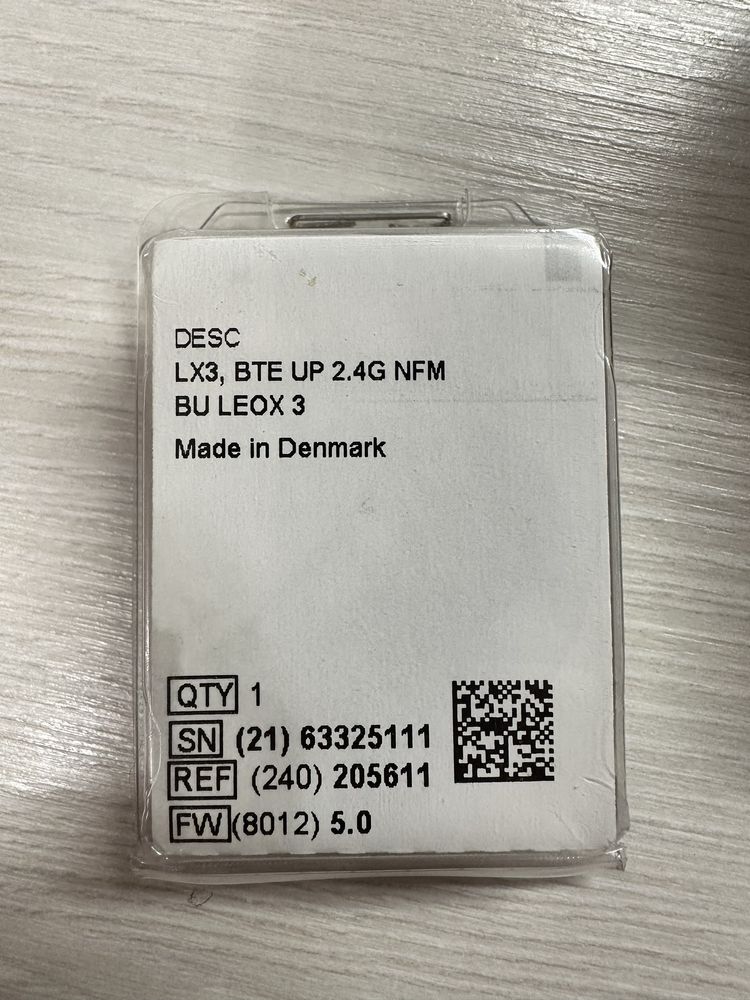 DESC
LX3, BTE UP 2.4G NFM
BU LEOX 3
Made in Denmark
QTY 1
SN (21) 63325111
REF (240) 205611
FW (8012) 5.0